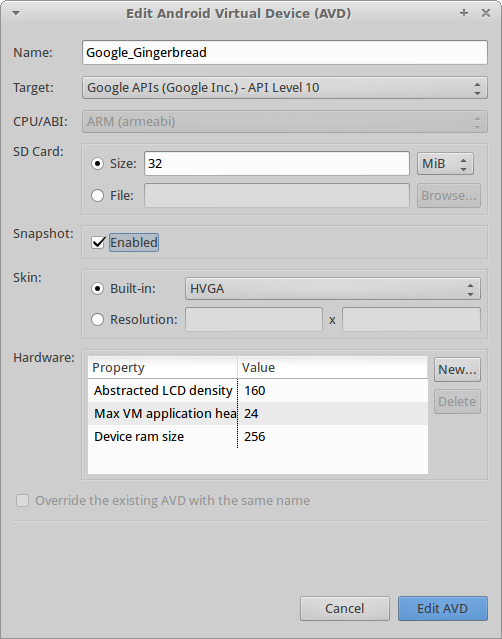 Edit Android Virtual Device (AVD)
Name: Google_Gingerbread
Target: Google APIs (Google Inc.) - API Level 10
CPU/ABI: ARM (armeabi)
SD Card:
Size: 32 MiB
File: Browse...
Snapshot: Enabled
Skin:
Built-in: HVGA
Resolution: x
Hardware:
Property Value New...
Abstracted LCD density 160
Delete
Max VM application hea 24
Device ram size 256
Override the existing AVD with the same name
Cancel Edit AVD